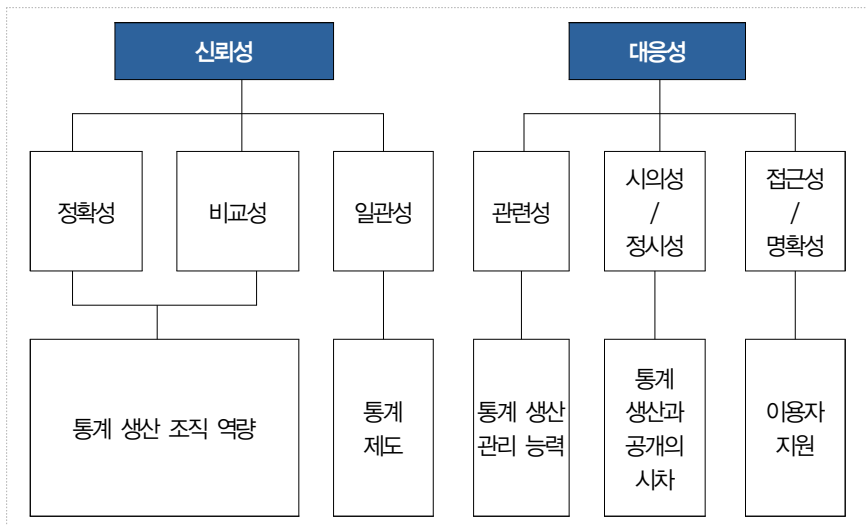 신뢰성
대응성
정확성
비교성
일관성
관련성
시의성
/
정시성
접근성
/
명확성
통계 생산 조직 역량
통계
제도
통계 생산
관리 능력
통계
생산과
공개의
시차
이용자
지원